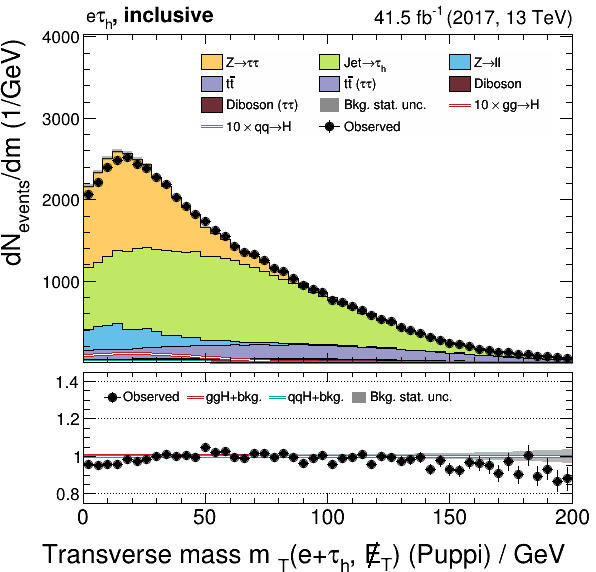 eτh, inclusive 41.5 fb⁻¹ (2017, 13 TeV)
4000
3000
2000
1000
dNevents/dm (1/GeV)
Z→ττ Jet→τh Z→ll
tt̄ tt̄ (ττ) Diboson
Diboson (ττ) Bkg. stat. unc. 10 × gg→H
10 × qq→H Observed
1.4
1.2
1
0.8
Observed ggH+bkg. qqH+bkg. Bkg. stat. unc.
0 50 100 150 200
Transverse mass m T(e+τh, E̸T) (Puppi) / GeV